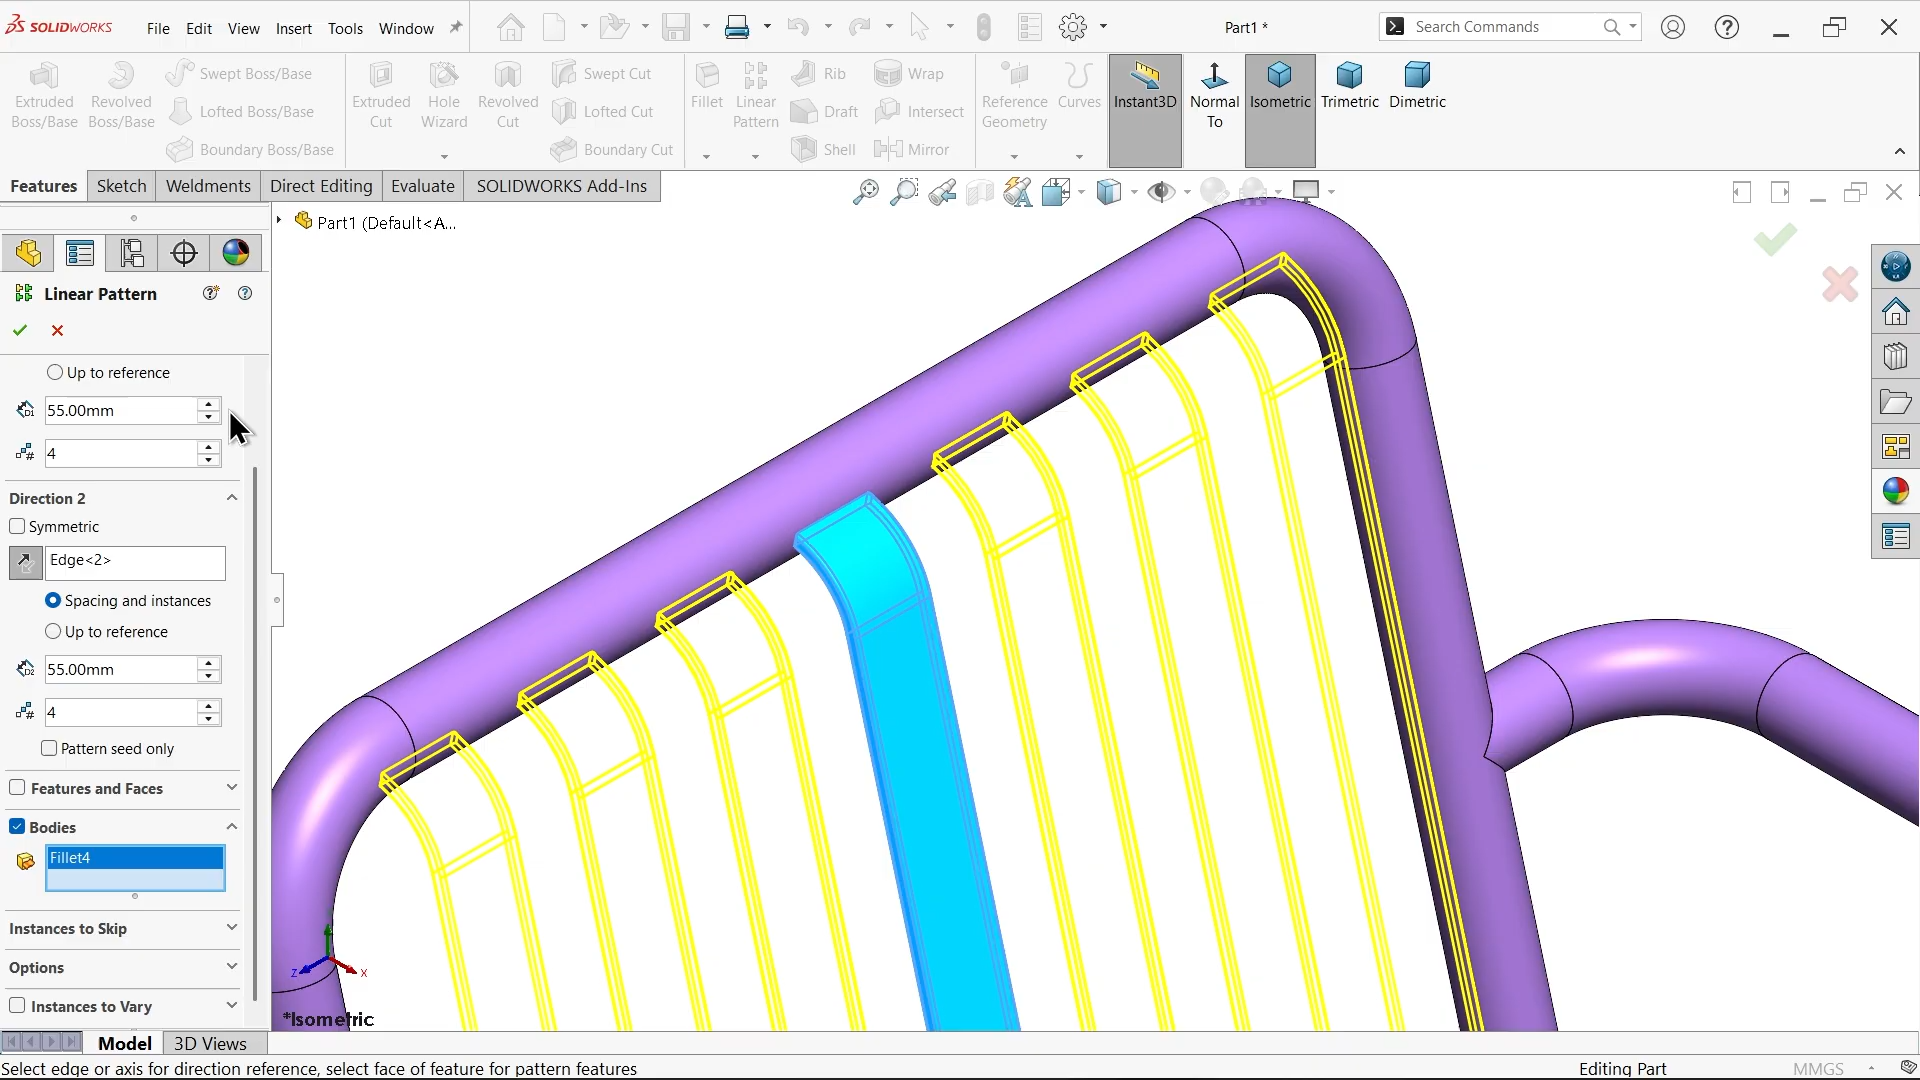 SOLIDWORKS File Edit View Insert Tools Window Part1 * Search Commands
Extruded Boss/Base
Revolved Boss/Base
Swept Boss/Base
Lofted Boss/Base
Boundary Boss/Base
Extruded Cut
Hole Wizard
Revolved Cut
Swept Cut
Lofted Cut
Boundary Cut
Fillet
Linear Pattern
Rib
Draft
Shell
Wrap
Intersect
Mirror
Reference Geometry
Curves
Instant3D
Normal To
Isometric
Trimetric
Dimetric
Features Sketch Weldments Direct Editing Evaluate SOLIDWORKS Add-Ins
Part1 (Default<A...
Linear Pattern
Up to reference
55.00mm
4
Direction 2
Symmetric
Edge<2>
Spacing and instances
Up to reference
55.00mm
4
Pattern seed only
Features and Faces
Bodies
Fillet4
Instances to Skip
Options
Instances to Vary
z x
*Isometric
Model 3D Views
Select edge or axis for direction reference, select face of feature for pattern features Editing Part MMGS